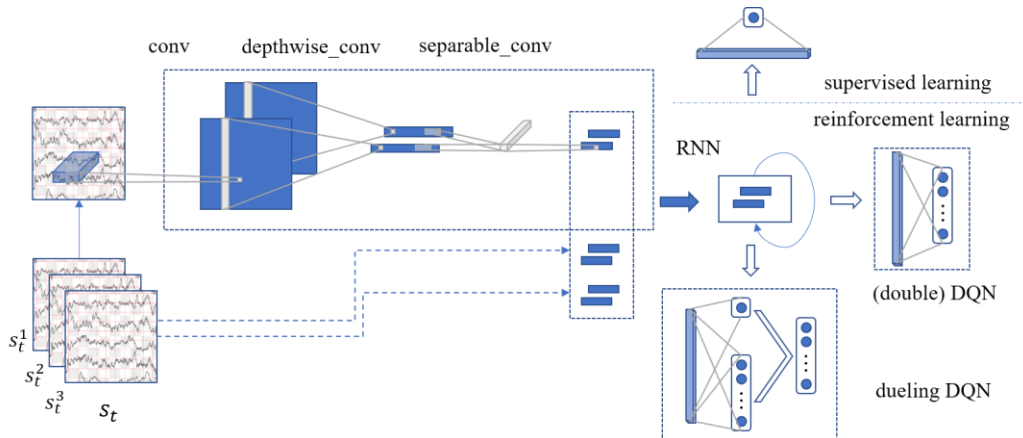 conv depthwise_conv separable_conv
supervised learning
reinforcement learning
RNN
(double) DQN
dueling DQN
s_t^1
s_t^2
s_t^3
s_t